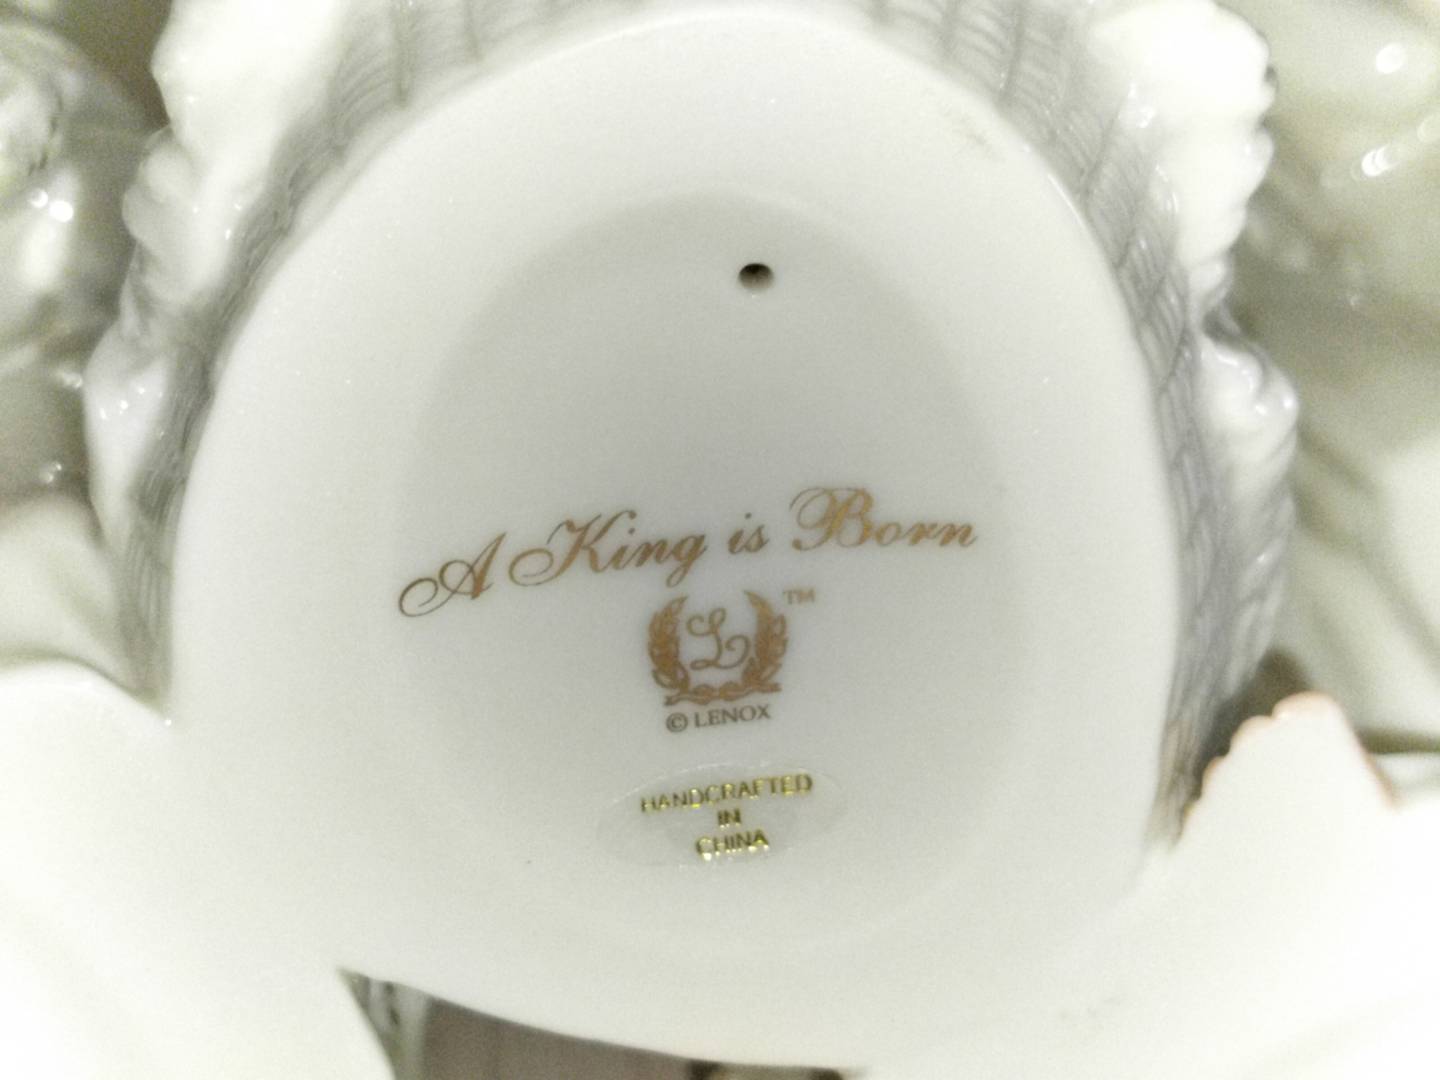 A King is Born
L ™
© LENOX
HANDCRAFTED
IN
CHINA